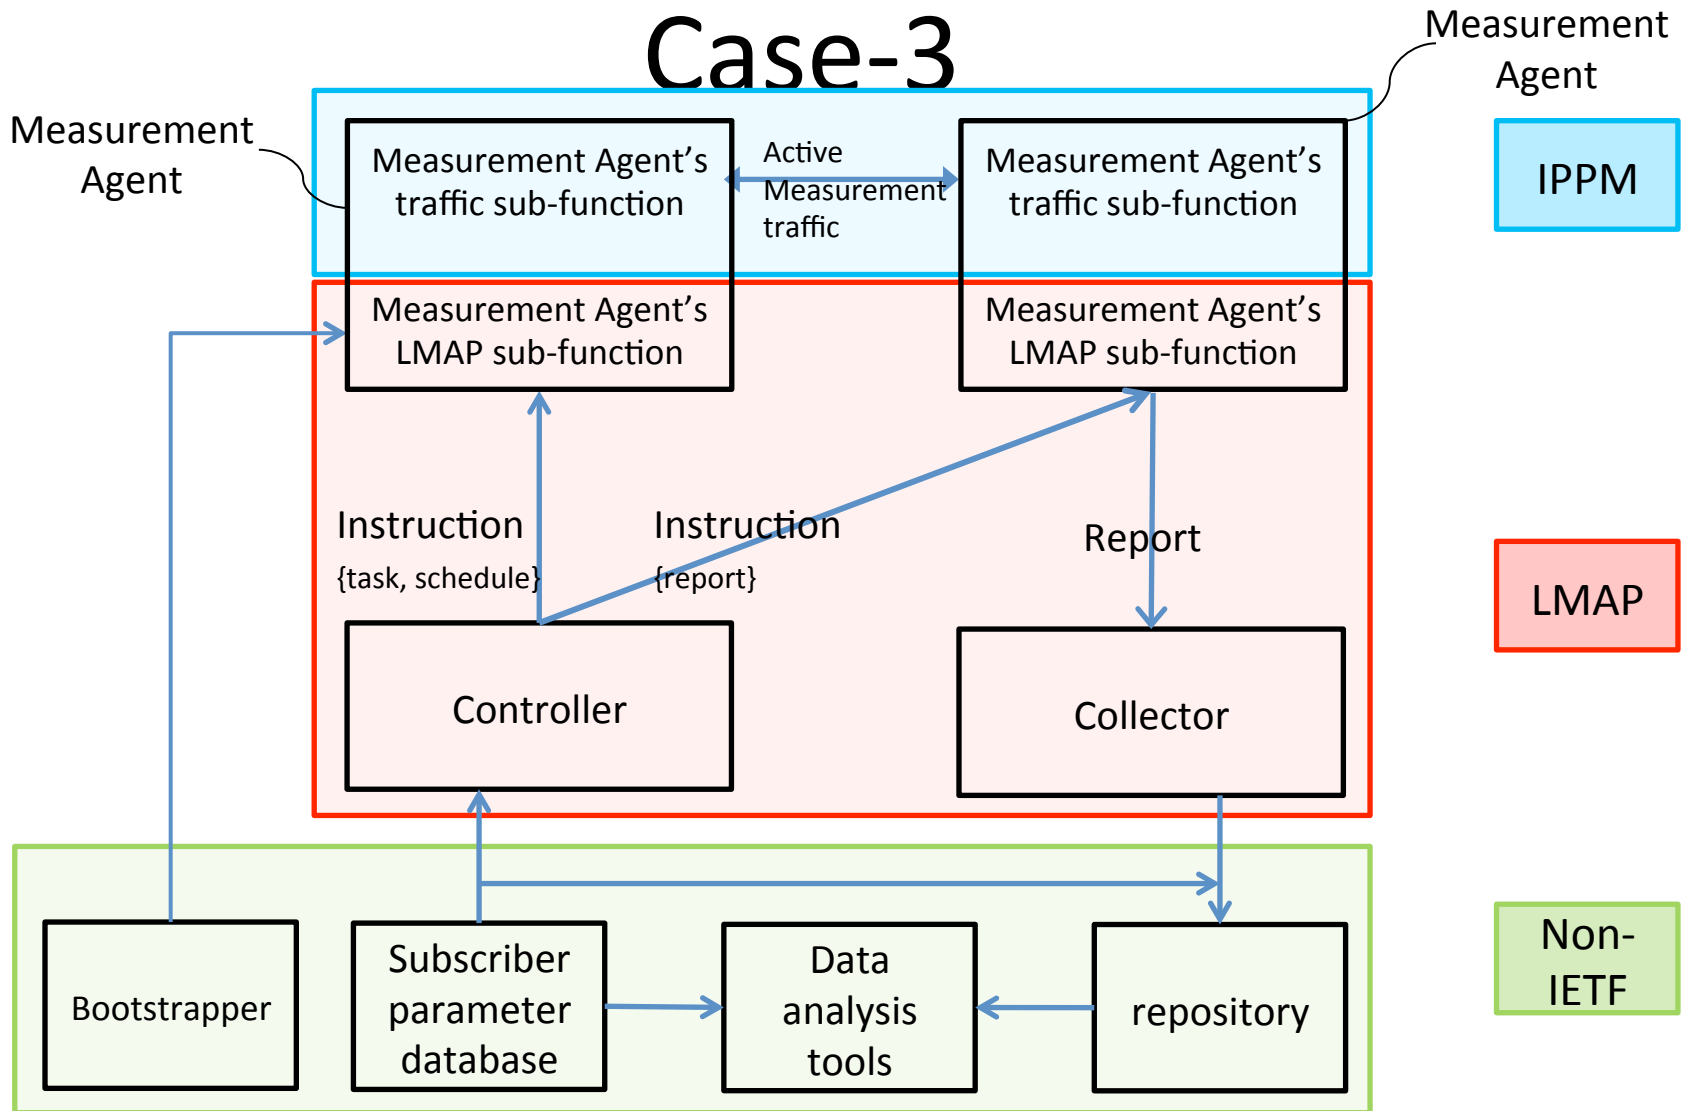 Case-3
Measurement
Agent
Measurement
Agent
Measurement Agent’s
traffic sub-function
Active
Measurement
traffic
Measurement Agent’s
traffic sub-function
IPPM
Measurement Agent’s
LMAP sub-function
Measurement Agent’s
LMAP sub-function
Instruction
{task, schedule}
Instruction
{report}
Report
LMAP
Controller
Collector
Bootstrapper
Subscriber
parameter
database
Data
analysis
tools
repository
Non-
IETF